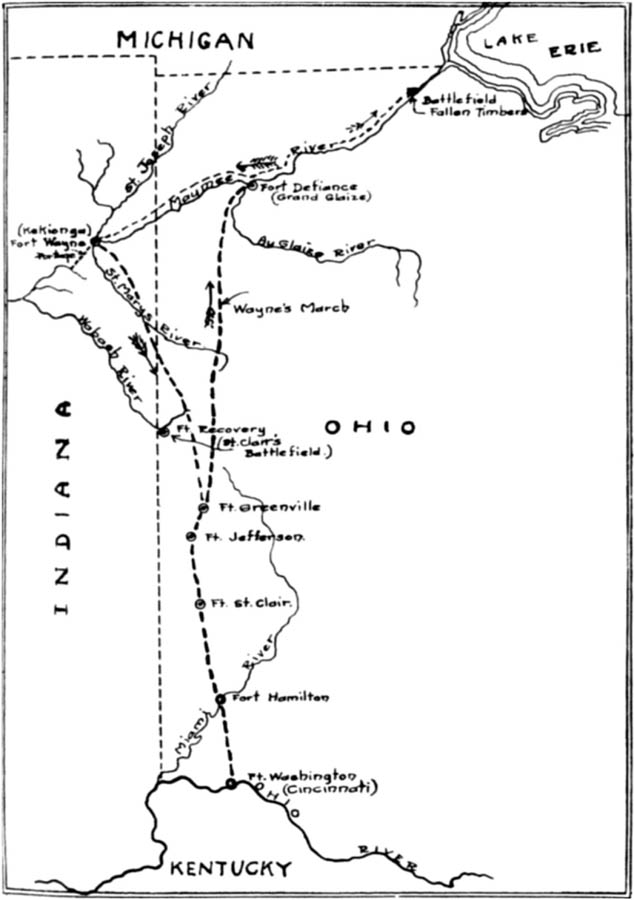 MICHIGAN
LAKE ERIE
St. Joseph River
Battlefield
Fallen Timbers
Maumee River
Fort Defiance
(Grand Glaize)
(Kekionga)
Fort Wayne
Portage
Au Glaize River
St. Marys River
Wayne's March
Wabash River
OHIO
Ft. Recovery
(St. Clair's
Battlefield.)
INDIANA
Ft. Greenville
Ft. Jefferson.
Ft. St. Clair.
Fort Hamilton
Miami River
Ft. Washington
(Cincinnati)
OHIO RIVER
KENTUCKY